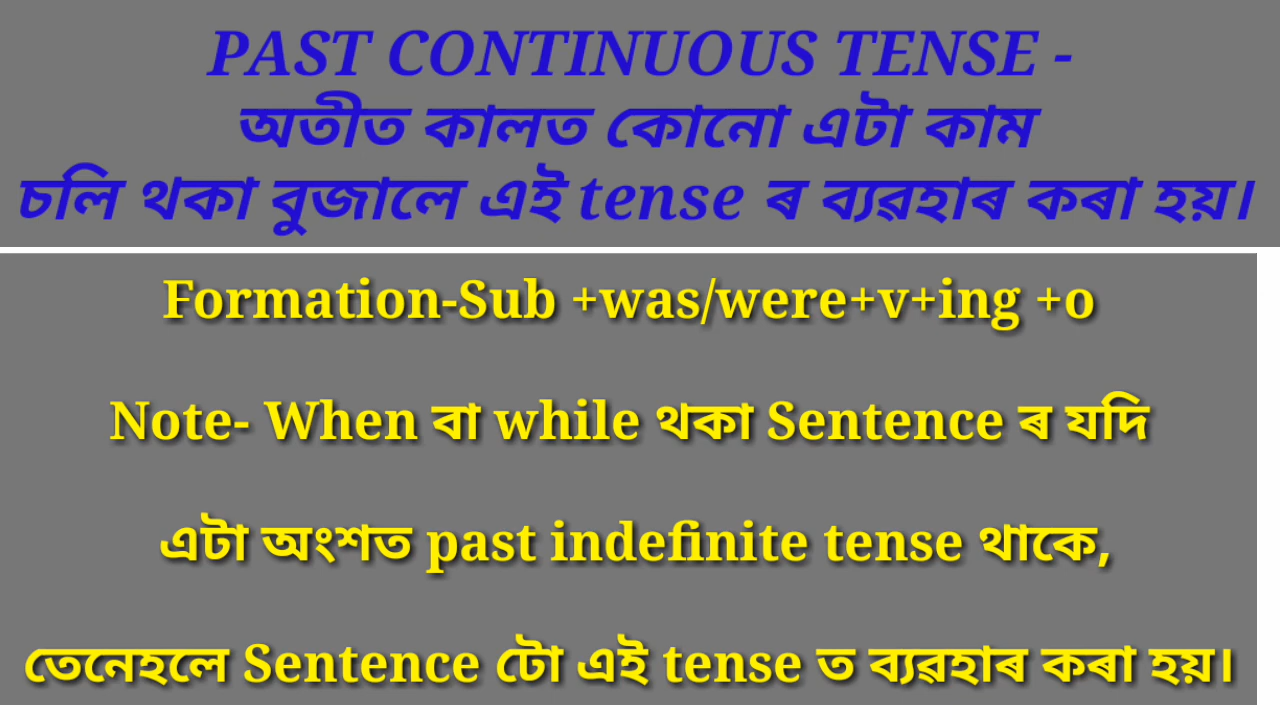 PAST CONTINUOUS TENSE -
অতীত কালত কোনো এটা কাম
চলি থকা বুজালে এই tense ৰ ব্যৱহাৰ কৰা হয়।
Formation-Sub +was/were+v+ing +o
Note- When বা while থকা Sentence ৰ যদি
এটা অংশত past indefinite tense থাকে,
তেনেহলে Sentence টো এই tense ত ব্যৱহাৰ কৰা হয়।